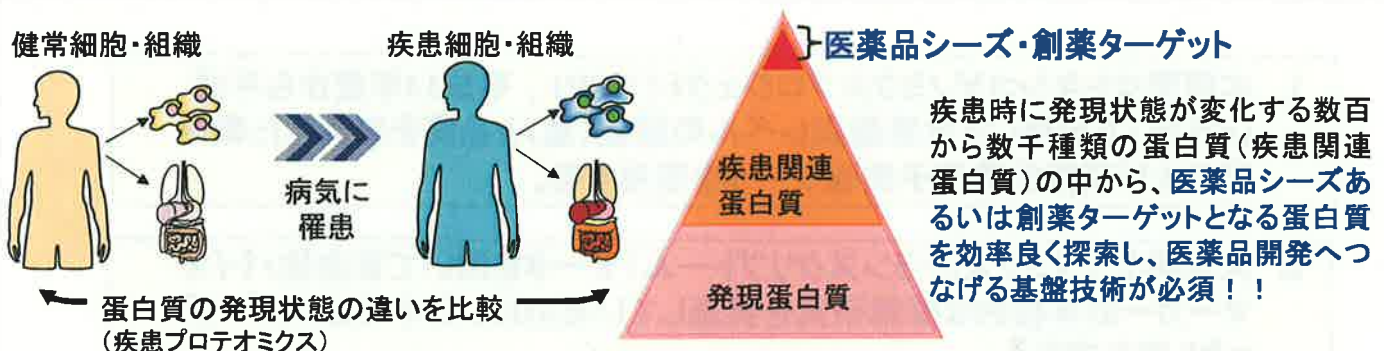 健常細胞・組織
疾患細胞・組織
病気に
罹患
蛋白質の発現状態の違いを比較
(疾患プロテオミクス)
医薬品シーズ・創薬ターゲット
疾患関連
蛋白質
発現蛋白質
疾患時に発現状態が変化する数百
から数千種類の蛋白質(疾患関連
蛋白質)の中から、医薬品シーズあ
るいは創薬ターゲットとなる蛋白質
を効率良く探索し、医薬品開発へつ
なげる基盤技術が必須!!